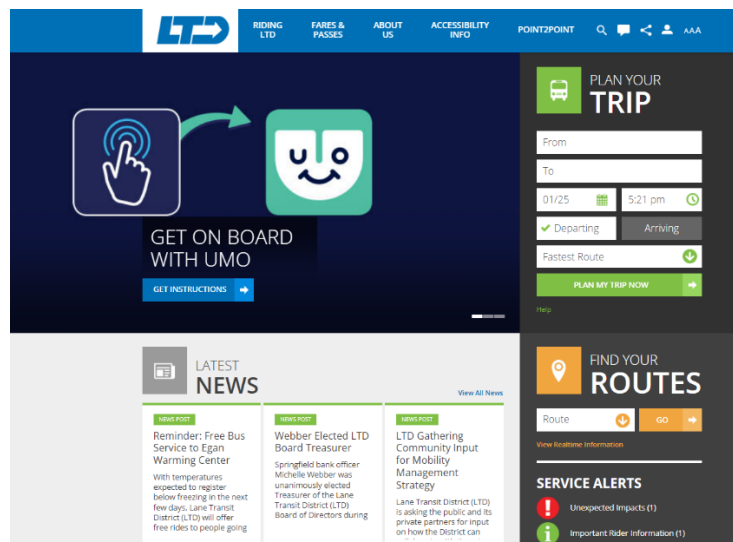 LTD
RIDING
LTD
FARES &
PASSES
ABOUT
US
ACCESSIBILITY
INFO
POINT2POINT
AAA
umo
GET ON BOARD
WITH UMO
GET INSTRUCTIONS
PLAN YOUR
TRIP
From
To
01/25
5:21 pm
Departing
Arriving
Fastest Route
PLAN MY TRIP NOW
Help
LATEST
NEWS
View All News
NEWS POST
Reminder: Free Bus
Service to Egan
Warming Center
With temperatures
expected to register
below freezing in the next
few days, Lane Transit
District (LTD) will offer
free rides to people going
NEWS POST
Webber Elected LTD
Board Treasurer
Springfield bank officer
Michelle Webber was
unanimously elected
Treasurer of the Lane
Transit District (LTD)
Board of Directors during
NEWS POST
LTD Gathering
Community Input
for Mobility
Management
Strategy
Lane Transit District (LTD)
is asking the public and its
private partners for input
on how the District can
FIND YOUR
ROUTES
Route
GO
View Realtime Information
SERVICE ALERTS
Unexpected Impacts (1)
Important Rider Information (1)